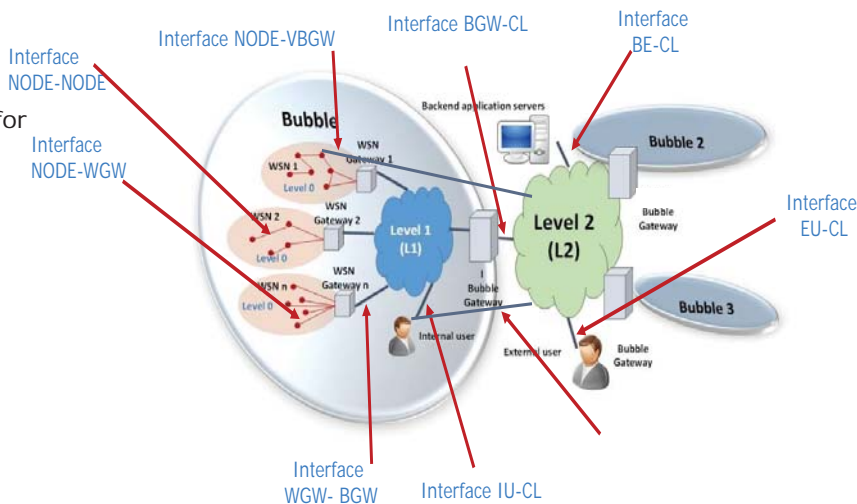 Interface NODE-VBGW
Interface BGW-CL
Interface
BE-CL
Interface
NODE-NODE
for
Interface
NODE-WGW
Backend application servers
Bubble
Bubble 2
WSN
Gateway 1
WSN 1
Level 0
WSN
Gateway 2
WSN 2
Level 0
WSN
Gateway n
WSN n
Level 0
Level 1
(L1)
Level 2
(L2)
Bubble
Gateway
Interface
EU-CL
I
Bubble
Gateway
Bubble 3
Internal user
External user
Bubble
Gateway
Interface
WGW- BGW
Interface IU-CL